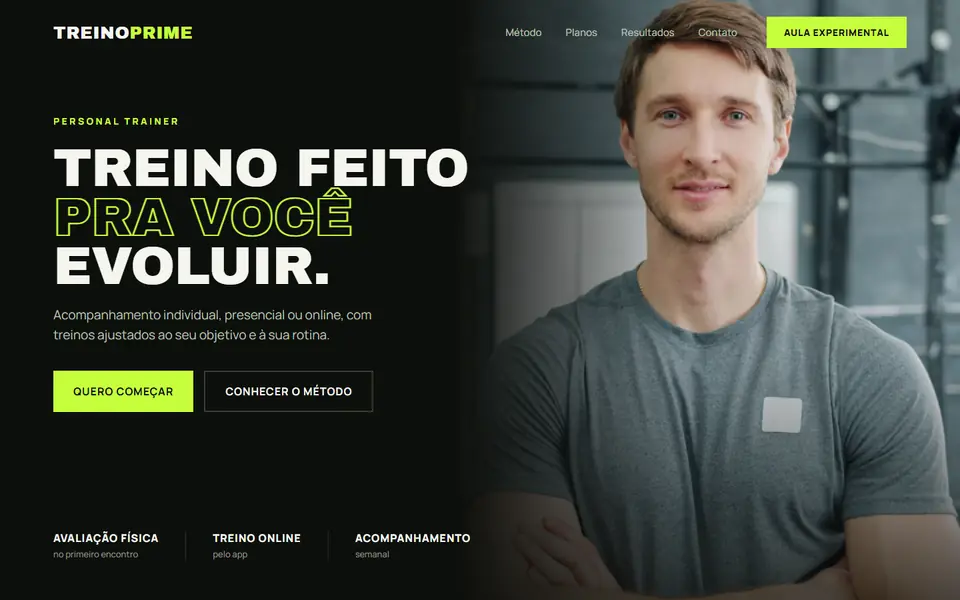 TREINOPRIME
Método Planos Resultados Contato AULA EXPERIMENTAL
PERSONAL TRAINER
TREINO FEITO
PRA VOCÊ
EVOLUIR.
Acompanhamento individual, presencial ou online, com
treinos ajustados ao seu objetivo e à sua rotina.
QUERO COMEÇAR CONHECER O MÉTODO
AVALIAÇÃO FÍSICA
no primeiro encontro
TREINO ONLINE
pelo app
ACOMPANHAMENTO
semanal